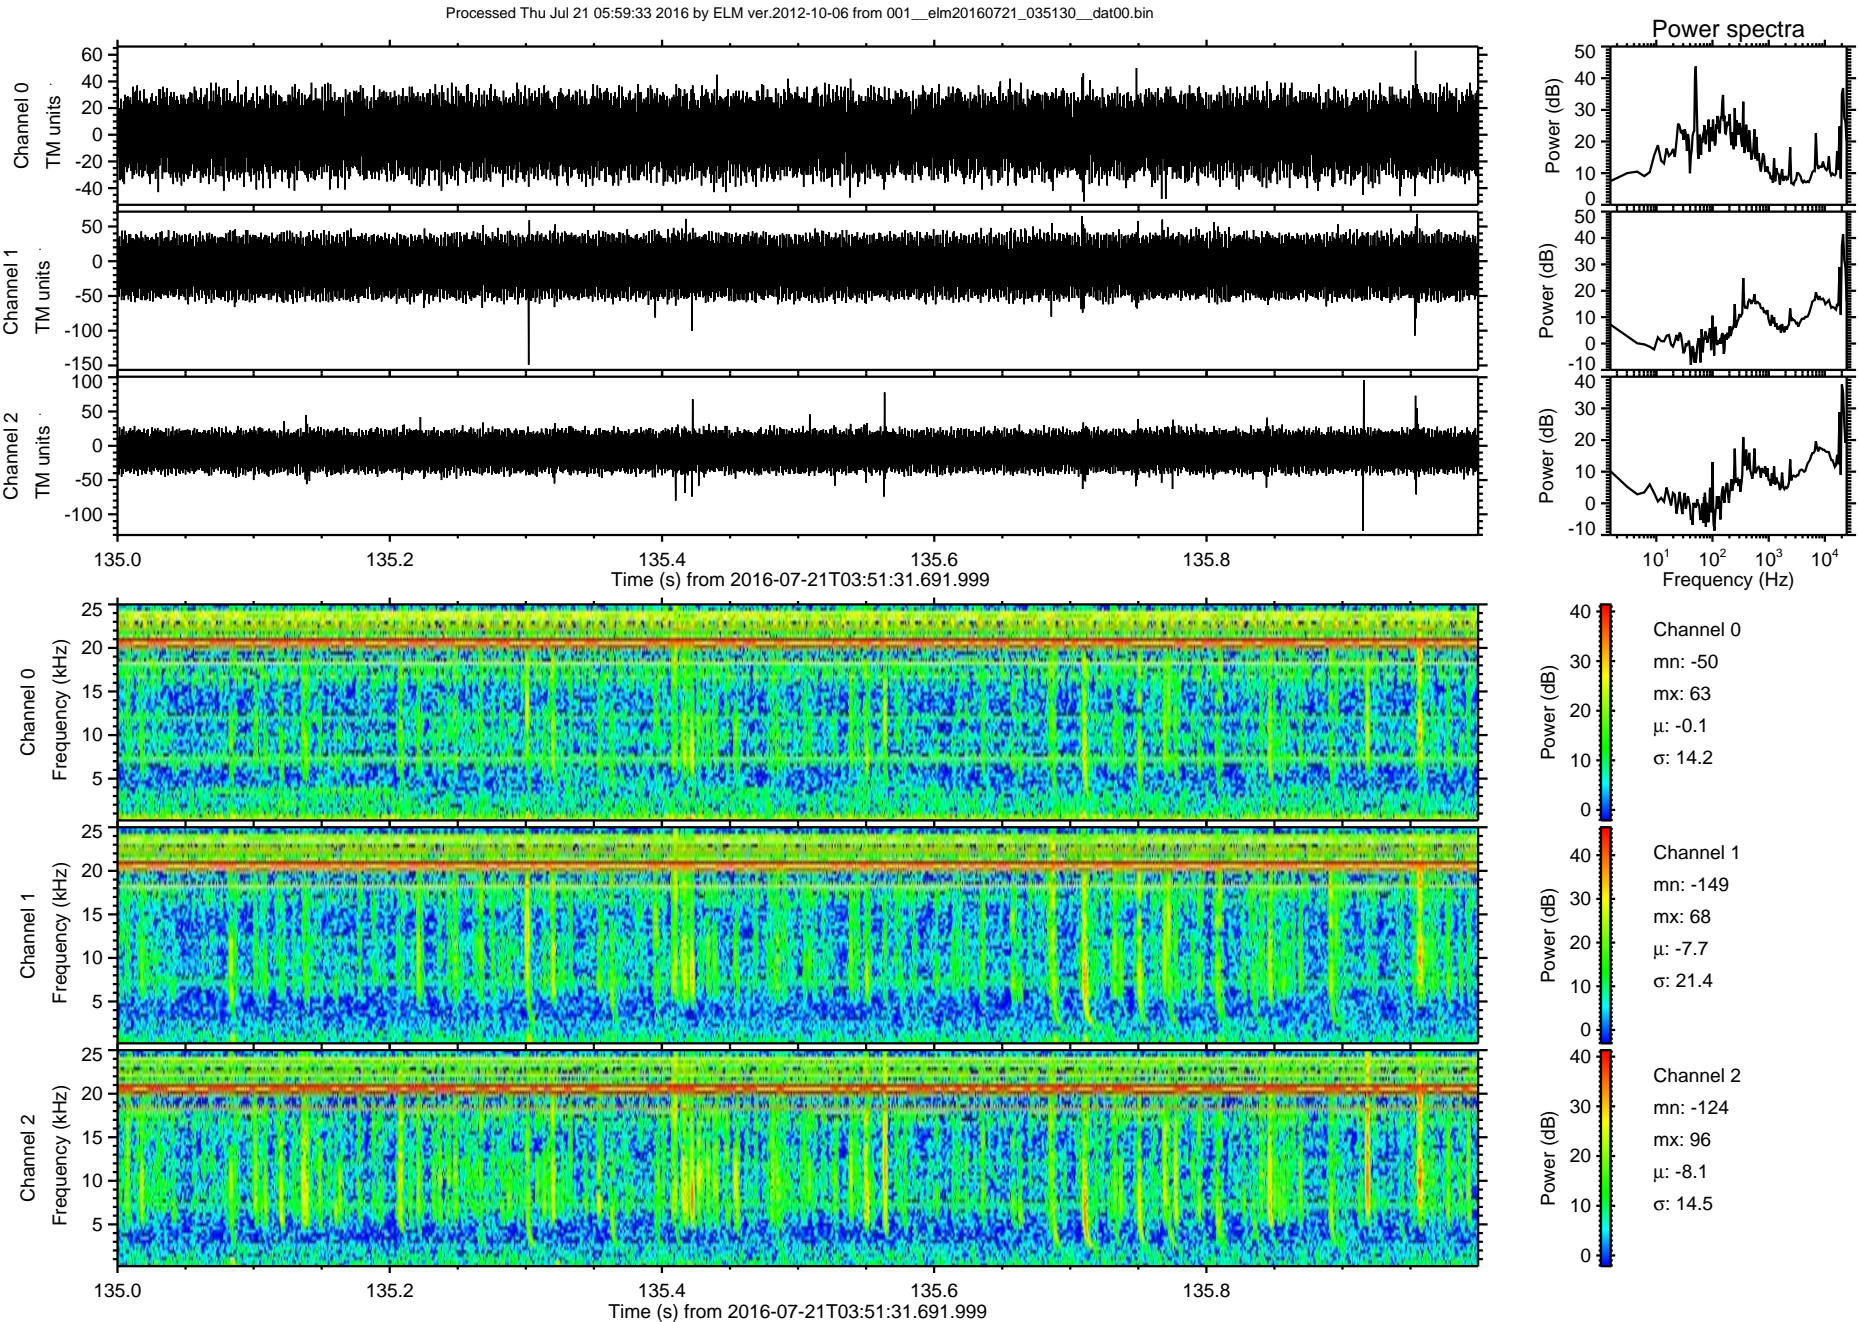 Processed Thu Jul 21 05:59:33 2016 by ELM ver.2012-10-06 from 001__elm20160721_035130__dat00.bin
Power spectra
Channel 0
TM units
60
40
20
0
-20
-40
Power (dB)
50
40
30
20
10
0
Channel 1
TM units
50
0
-50
-100
-150
Power (dB)
50
40
30
20
10
0
-10
Channel 2
TM units
100
50
0
-50
-100
Power (dB)
40
30
20
10
0
-10
135.0 135.2 135.4 135.6 135.8
Time (s) from 2016-07-21T03:51:31.691.999
10¹ 10² 10³ 10⁴
Frequency (Hz)
Channel 0
Frequency (kHz)
25
20
15
10
5
Power (dB)
40
30
20
10
0
Channel 0
mn: -50
mx: 63
μ: -0.1
σ: 14.2
Channel 1
Frequency (kHz)
25
20
15
10
5
Power (dB)
40
30
20
10
0
Channel 1
mn: -149
mx: 68
μ: -7.7
σ: 21.4
Channel 2
Frequency (kHz)
25
20
15
10
5
Power (dB)
40
30
20
10
0
Channel 2
mn: -124
mx: 96
μ: -8.1
σ: 14.5
135.0 135.2 135.4 135.6 135.8
Time (s) from 2016-07-21T03:51:31.691.999